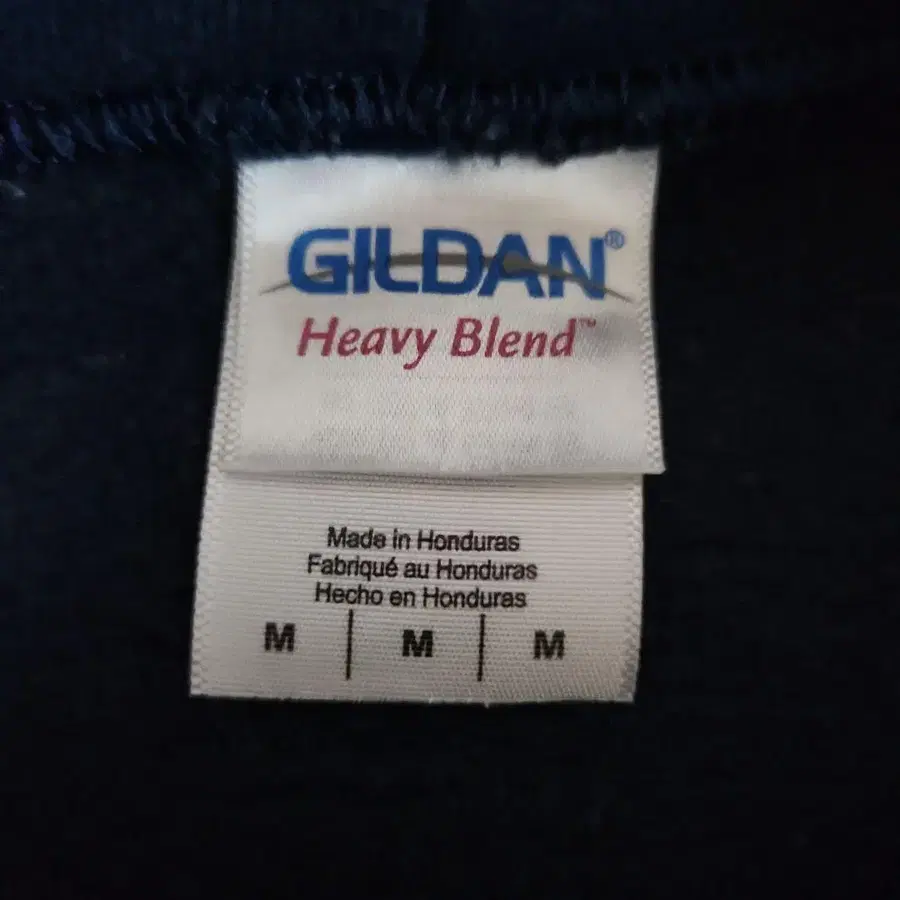 GILDAN®
Heavy Blend™
Made in Honduras
Fabriqué au Honduras
Hecho en Honduras
M | M | M